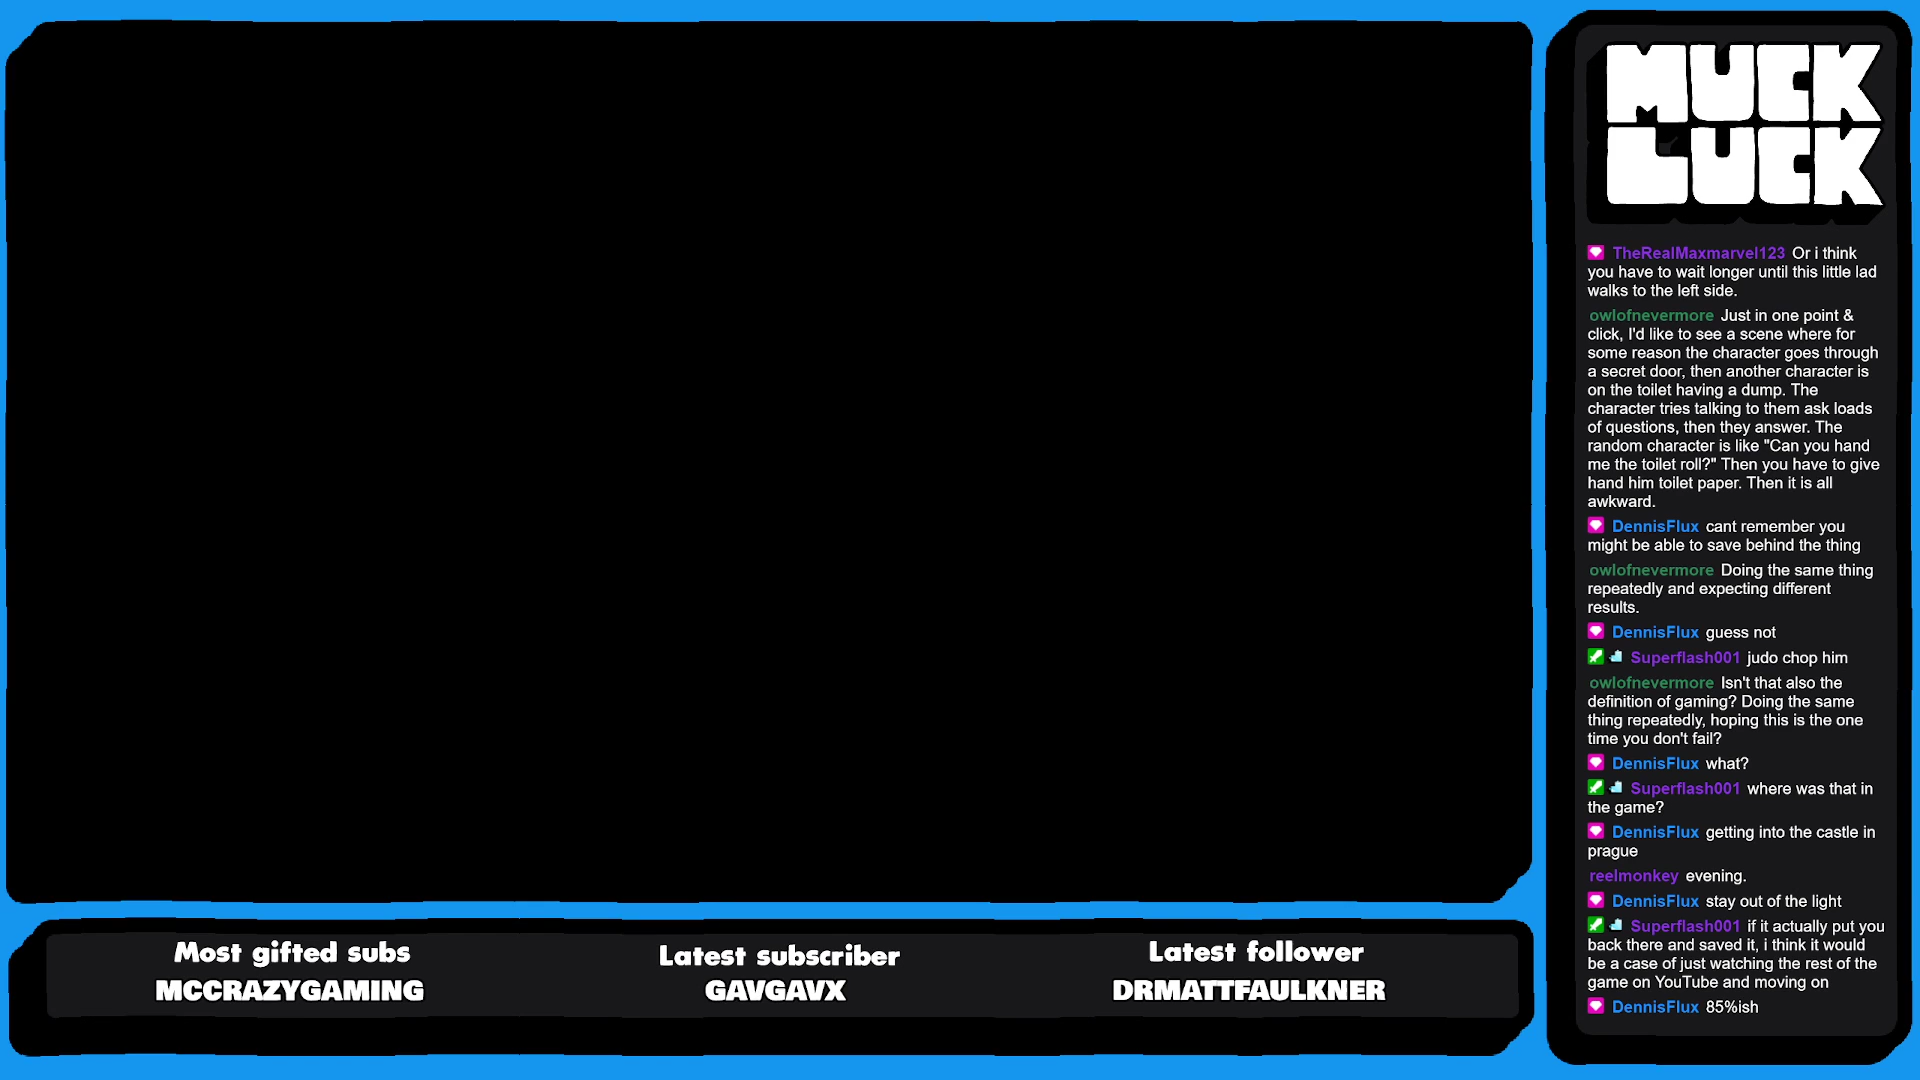 MUCK
LUCK
TheRealMaxmarvel123 Or i think
you have to wait longer until this little lad
walks to the left side.
owlofnevermore Just in one point &
click, I'd like to see a scene where for
some reason the character goes through
a secret door, then another character is
on the toilet having a dump. The
character tries talking to them ask loads
of questions, then they answer. The
random character is like "Can you hand
me the toilet roll?" Then you have to give
hand him toilet paper. Then it is all
awkward.
DennisFlux cant remember you
might be able to save behind the thing
owlofnevermore Doing the same thing
repeatedly and expecting different
results.
DennisFlux guess not
Superflash001 judo chop him
owlofnevermore Isn't that also the
definition of gaming? Doing the same
thing repeatedly, hoping this is the one
time you don't fail?
DennisFlux what?
Superflash001 where was that in
the game?
DennisFlux getting into the castle in
prague
reelmonkey evening.
DennisFlux stay out of the light
Superflash001 if it actually put you
back there and saved it, i think it would
be a case of just watching the rest of the
game on YouTube and moving on
DennisFlux 85%ish
Most gifted subs
MCCRAZYGAMING
Latest subscriber
GAVGAVX
Latest follower
DRMATTFAULKNER